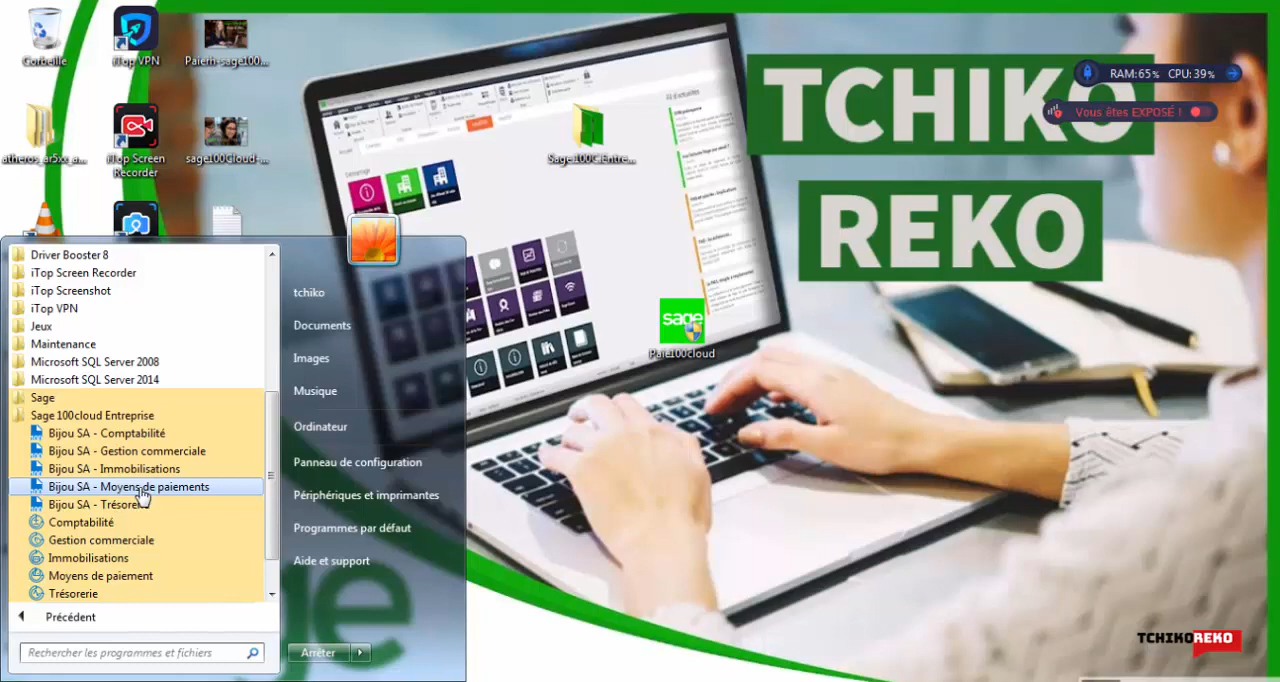 Corbeille
iTop VPN
Paierh-sage100...
atheros_ar5xx_a...
iTop Screen
Recorder
sage100Cloud-...
Sage.100C.Entre...
TCHIKO
REKO
RAM:65% CPU:39%
Vous êtes EXPOSÉ !
sage
Paie100cloud
Driver Booster 8
iTop Screen Recorder
iTop Screenshot
iTop VPN
Jeux
Maintenance
Microsoft SQL Server 2008
Microsoft SQL Server 2014
Sage
Sage 100cloud Entreprise
Bijou SA - Comptabilité
Bijou SA - Gestion commerciale
Bijou SA - Immobilisations
Bijou SA - Moyens de paiements
Bijou SA - Trésorerie
Comptabilité
Gestion commerciale
Immobilisations
Moyens de paiement
Trésorerie
Précédent
Rechercher les programmes et fichiers
tchiko
Documents
Images
Musique
Ordinateur
Panneau de configuration
Périphériques et imprimantes
Programmes par défaut
Aide et support
Arrêter
TCHIKOREKO